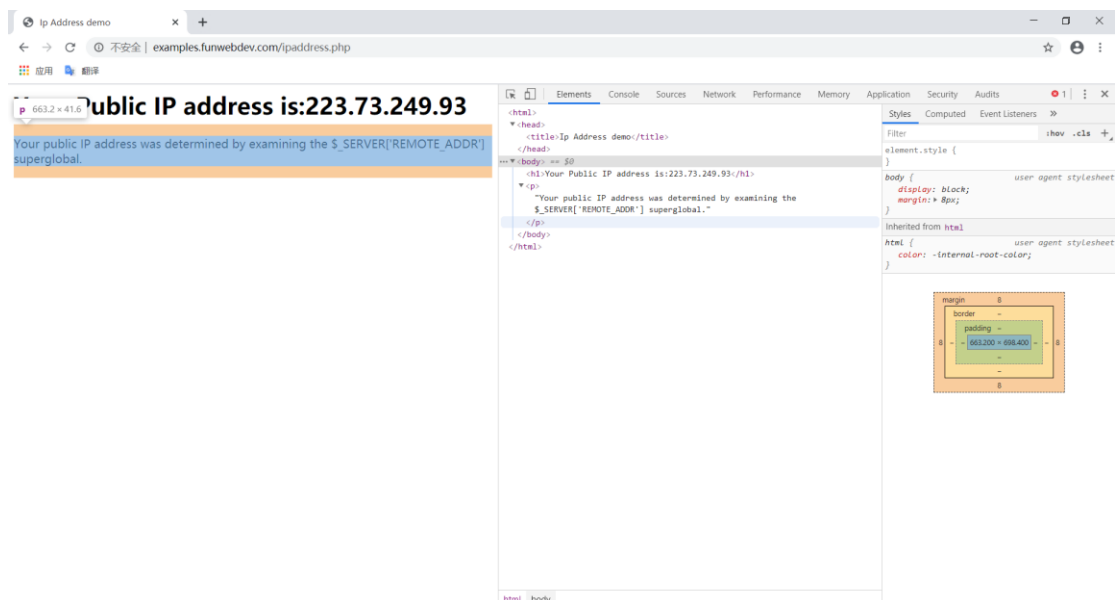 Ip Address demo
不安全 | examples.funwebdev.com/ipaddress.php
应用 翻译
Public IP address is:223.73.249.93
p 663.2 × 41.6
Your public IP address was determined by examining the $_SERVER['REMOTE_ADDR']
superglobal.
Elements Console Sources Network Performance Memory Application Security Audits 1
<html>
<head>
<title>Ip Address demo</title>
</head>
<body> == $0
<h1>Your Public IP address is:223.73.249.93</h1>
<p>
"Your public IP address was determined by examining the
$_SERVER['REMOTE_ADDR'] superglobal."
</p>
</body>
</html>
html body
Styles Computed Event Listeners
Filter :hov .cls +
element.style {
}
body { user agent stylesheet
display: block;
margin: 8px;
}
Inherited from html
html { user agent stylesheet
color: -internal-root-color;
}
margin 8
border -
padding -
8 - - 663.200 × 698.400 - - 8
-
-
8